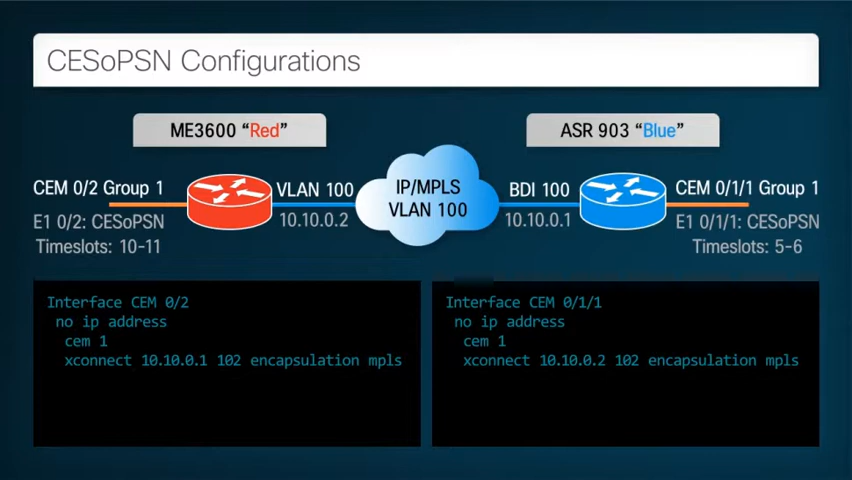 CESoPSN Configurations
ME3600 “Red”
ASR 903 “Blue”
CEM 0/2 Group 1
VLAN 100
IP/MPLS
VLAN 100
BDI 100
CEM 0/1/1 Group 1
E1 0/2: CESoPSN
Timeslots: 10-11
10.10.0.2
10.10.0.1
E1 0/1/1: CESoPSN
Timeslots: 5-6
Interface CEM 0/2
no ip address
cem 1
xconnect 10.10.0.1 102 encapsulation mpls
Interface CEM 0/1/1
no ip address
cem 1
xconnect 10.10.0.2 102 encapsulation mpls